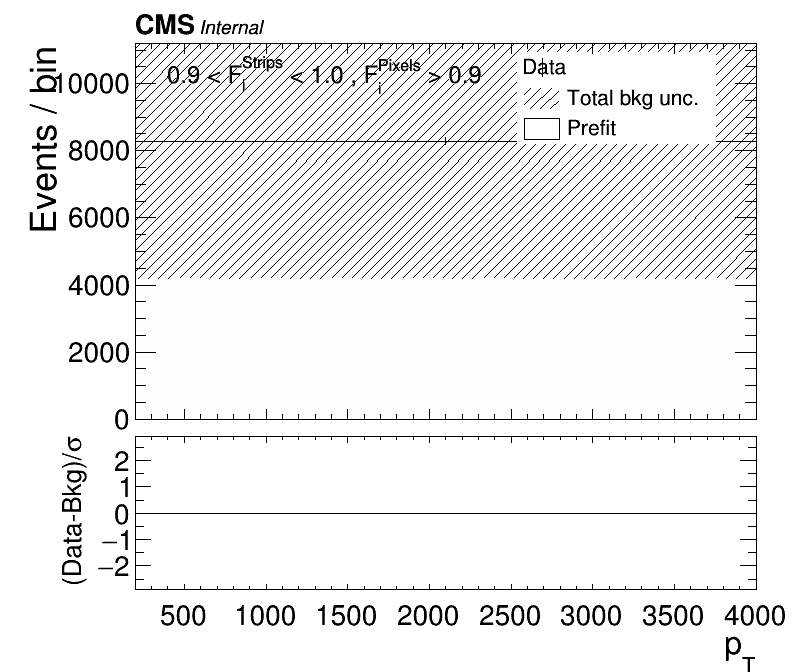 CMS Internal
Events / bin
0.9 < F_i^Strips < 1.0 , F_i^Pixels > 0.9
Data
Total bkg unc.
Prefit
10000
8000
6000
4000
2000
0
(Data-Bkg)/σ
2
1
0
−1
−2
500 1000 1500 2000 2500 3000 3500 4000
p_T